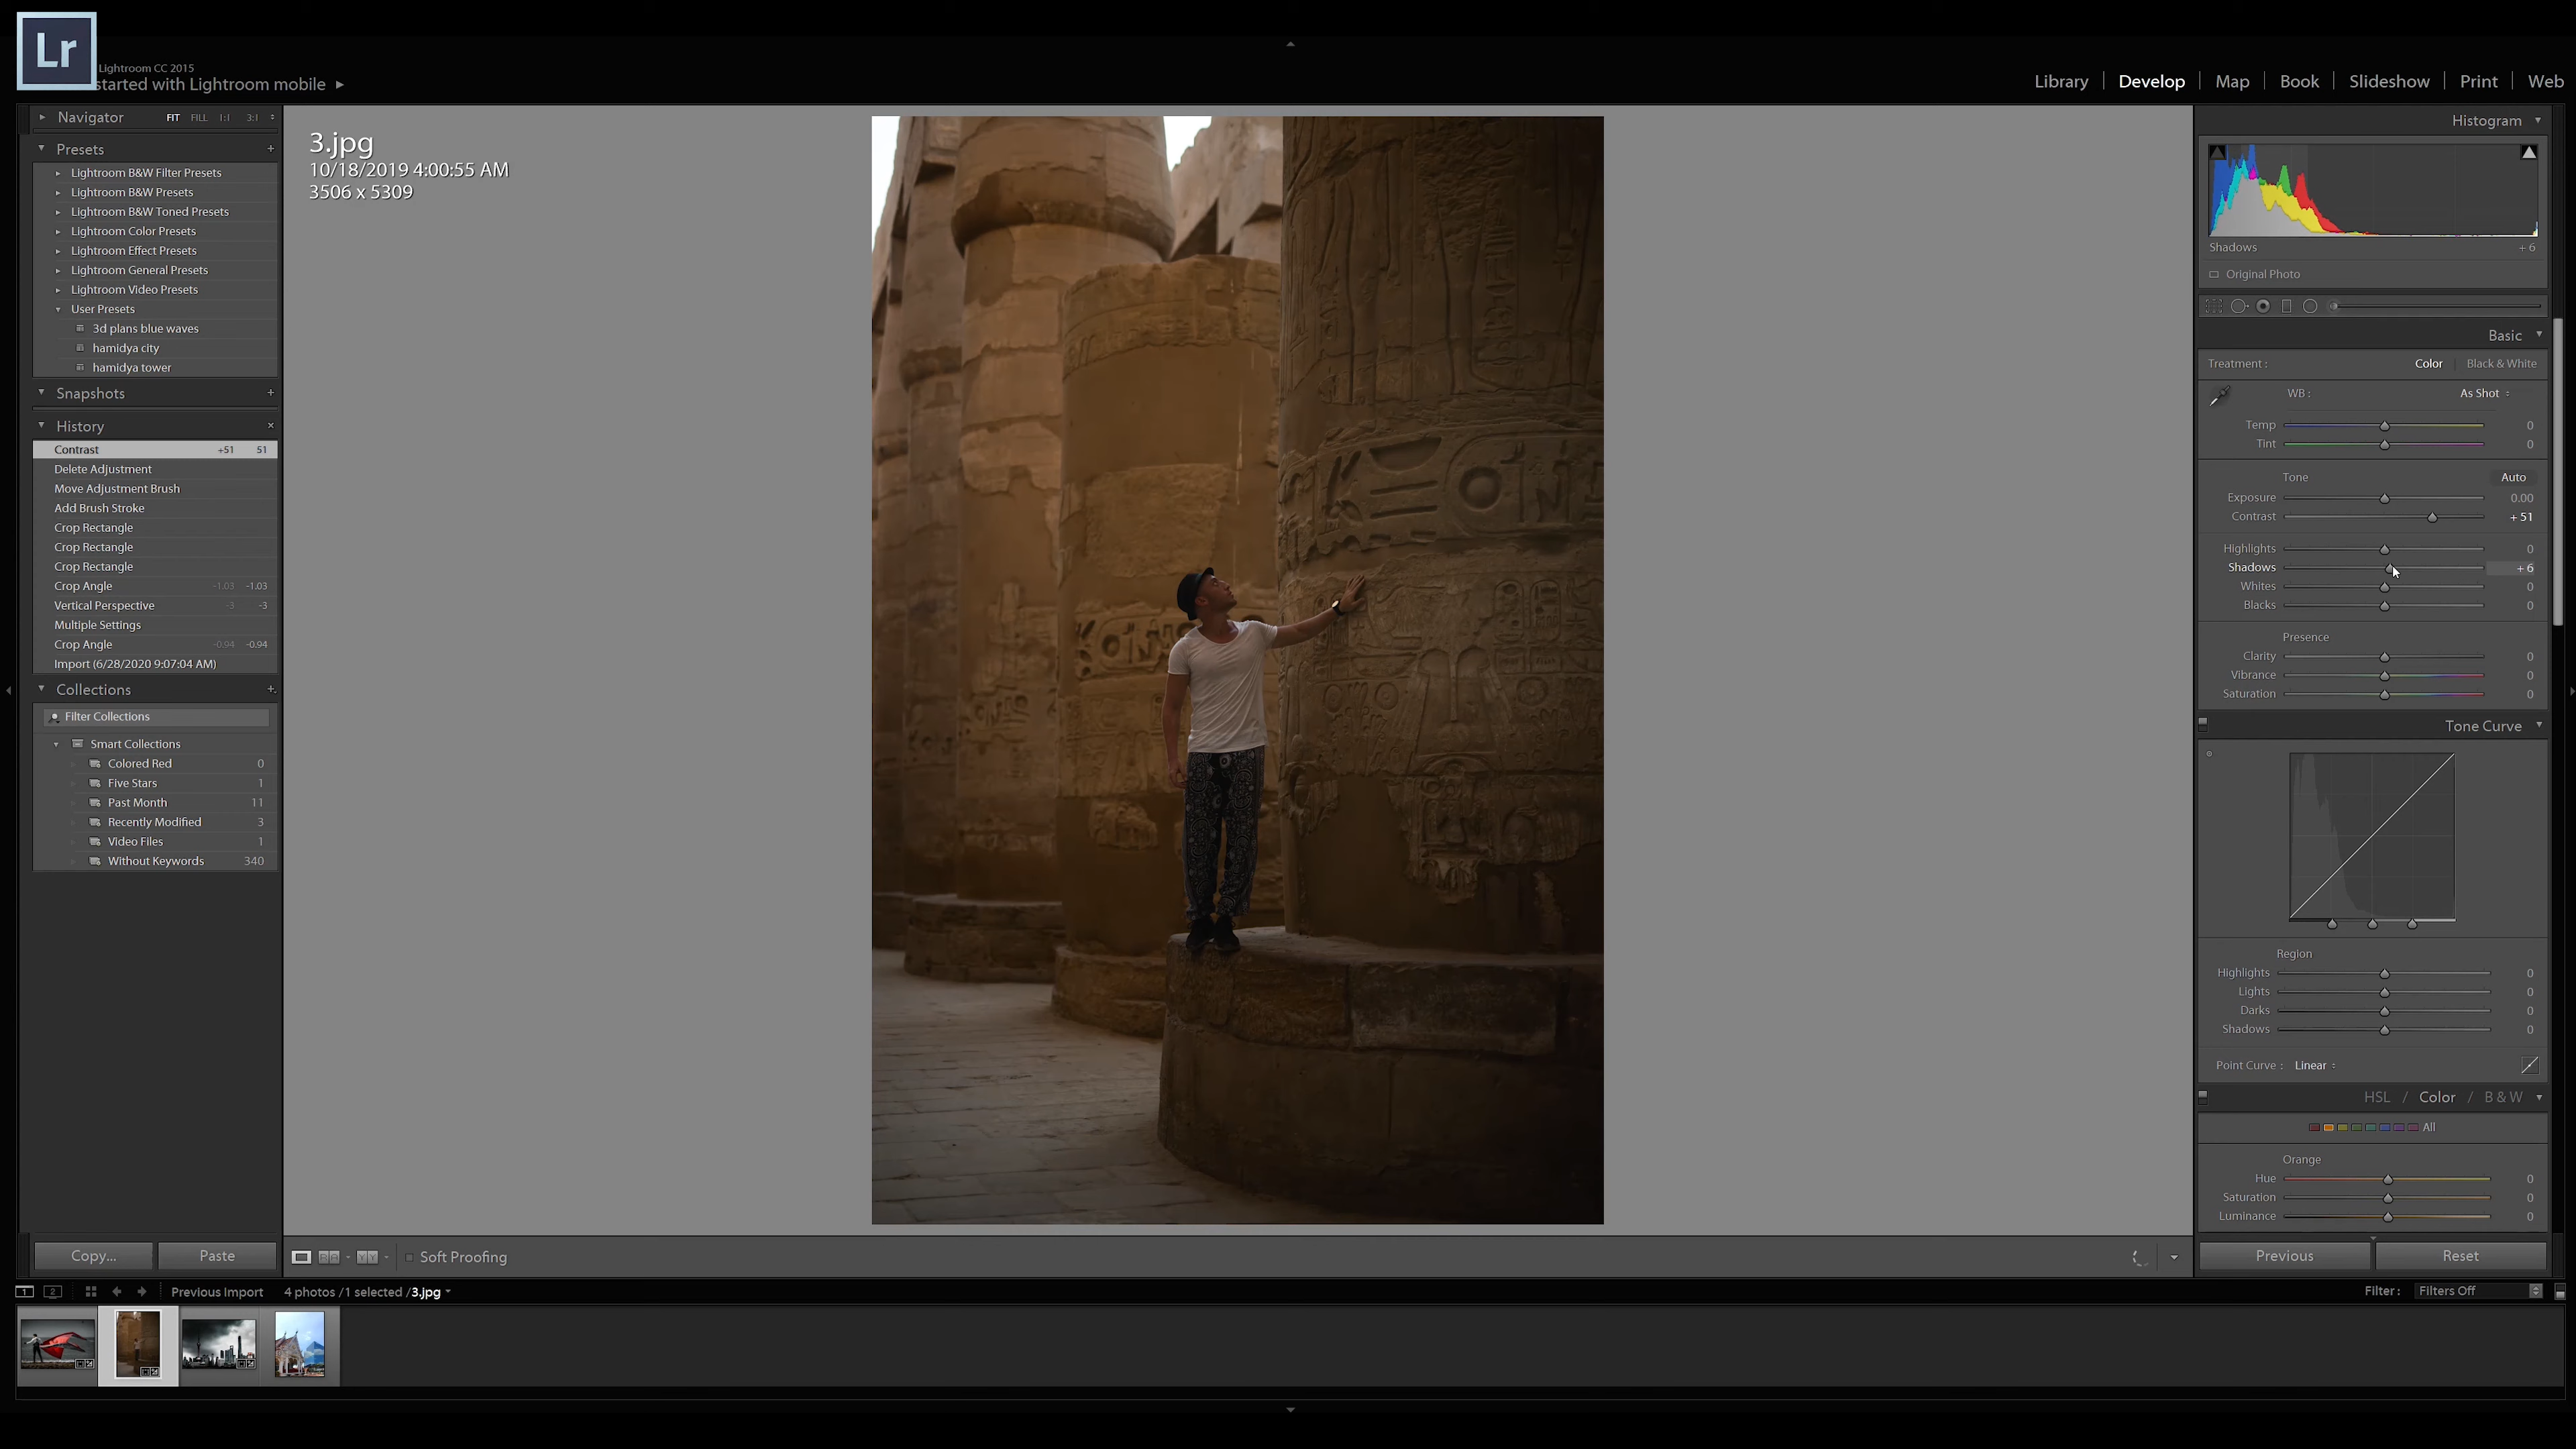 Lr
Lightroom CC 2015
started with Lightroom mobile
Library | Develop | Map | Book | Slideshow | Print | Web
Navigator FIT FILL 1:1 3:1
Presets
Lightroom B&W Filter Presets
Lightroom B&W Presets
Lightroom B&W Toned Presets
Lightroom Color Presets
Lightroom Effect Presets
Lightroom General Presets
Lightroom Video Presets
User Presets
3d plans blue waves
hamidya city
hamidya tower
Snapshots
History
Contrast +51 51
Delete Adjustment
Move Adjustment Brush
Add Brush Stroke
Crop Rectangle
Crop Rectangle
Crop Rectangle
Crop Angle -1.03 -1.03
Vertical Perspective -3 -3
Multiple Settings
Crop Angle -0.94 -0.94
Import (6/28/2020 9:07:04 AM)
Collections
Filter Collections
Smart Collections
Colored Red 0
Five Stars 1
Past Month 11
Recently Modified 3
Video Files 1
Without Keywords 340
Copy... Paste
3.jpg
10/18/2019 4:00:55 AM
3506 x 5309
Soft Proofing
Histogram
Shadows +6
Original Photo
Basic
Treatment : Color | Black & White
WB : As Shot
Temp 0
Tint 0
Tone Auto
Exposure 0.00
Contrast +51
Highlights 0
Shadows +6
Whites 0
Blacks 0
Presence
Clarity 0
Vibrance 0
Saturation 0
Tone Curve
Region
Highlights 0
Lights 0
Darks 0
Shadows 0
Point Curve : Linear
HSL / Color / B & W
All
Orange
Hue 0
Saturation 0
Luminance 0
Previous Reset
1 2 Previous Import 4 photos /1 selected /3.jpg
Filter : Filters Off